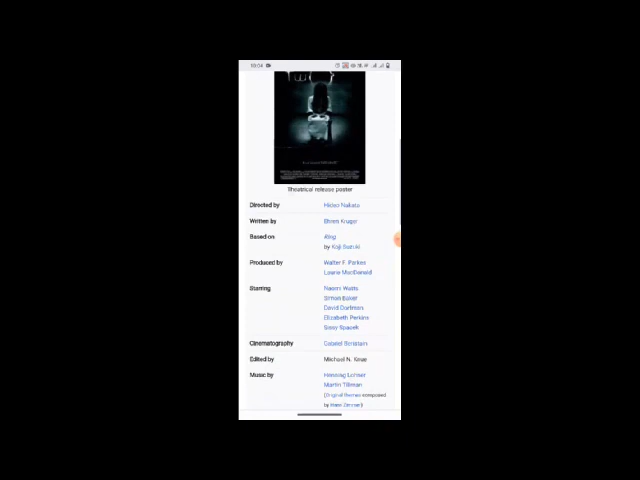 Theatrical release poster
Directed by Hideo Nakata
Written by Ehren Kruger
Based on Ring
by Koji Suzuki
Produced by Walter F. Parkes
Laurie MacDonald
Starring Naomi Watts
Simon Baker
David Dorfman
Elizabeth Perkins
Sissy Spacek
Cinematography Gabriel Beristain
Edited by Michael N. Knue
Music by Henning Lohner
Martin Tillman
(Original themes composed
by Hans Zimmer)